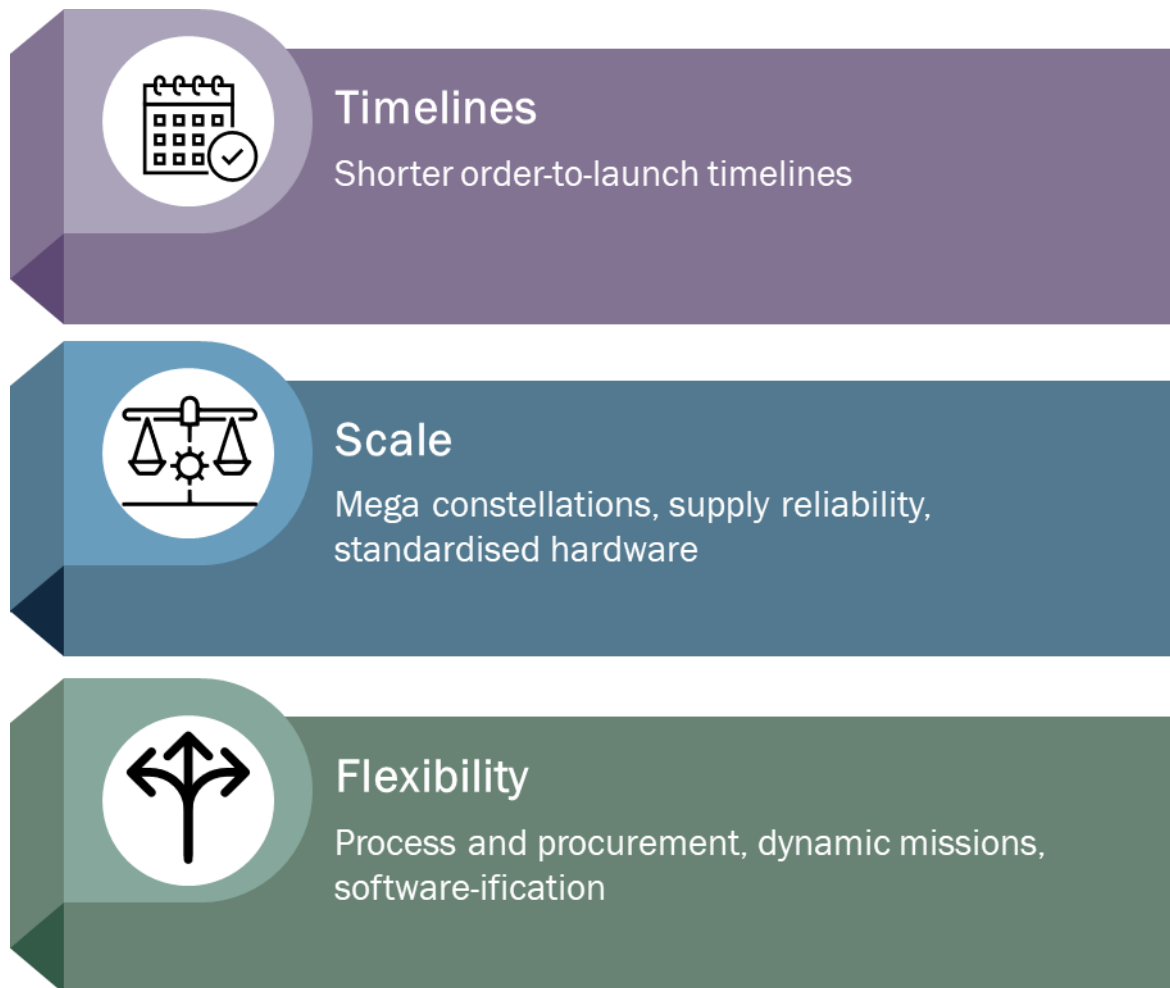 Timelines
Shorter order-to-launch timelines
Scale
Mega constellations, supply reliability,
standardised hardware
Flexibility
Process and procurement, dynamic missions,
software-ification